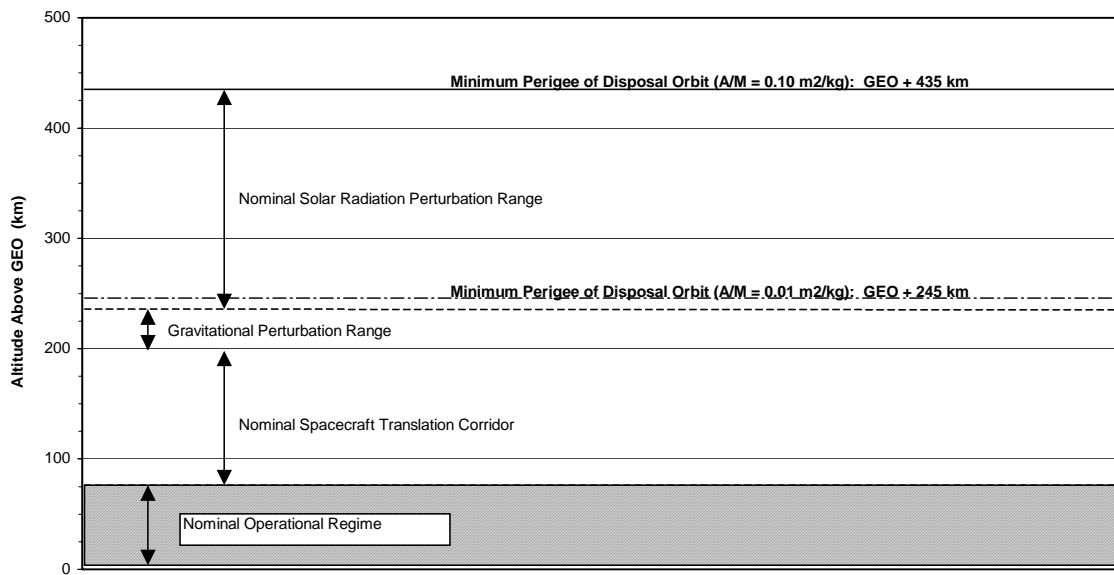 500
Minimum Perigee of Disposal Orbit (A/M = 0.10 m2/kg): GEO + 435 km
400
Nominal Solar Radiation Perturbation Range
300
Minimum Perigee of Disposal Orbit (A/M = 0.01 m2/kg): GEO + 245 km
Gravitational Perturbation Range
200
Nominal Spacecraft Translation Corridor
100
Nominal Operational Regime
0
Altitude Above GEO (km)